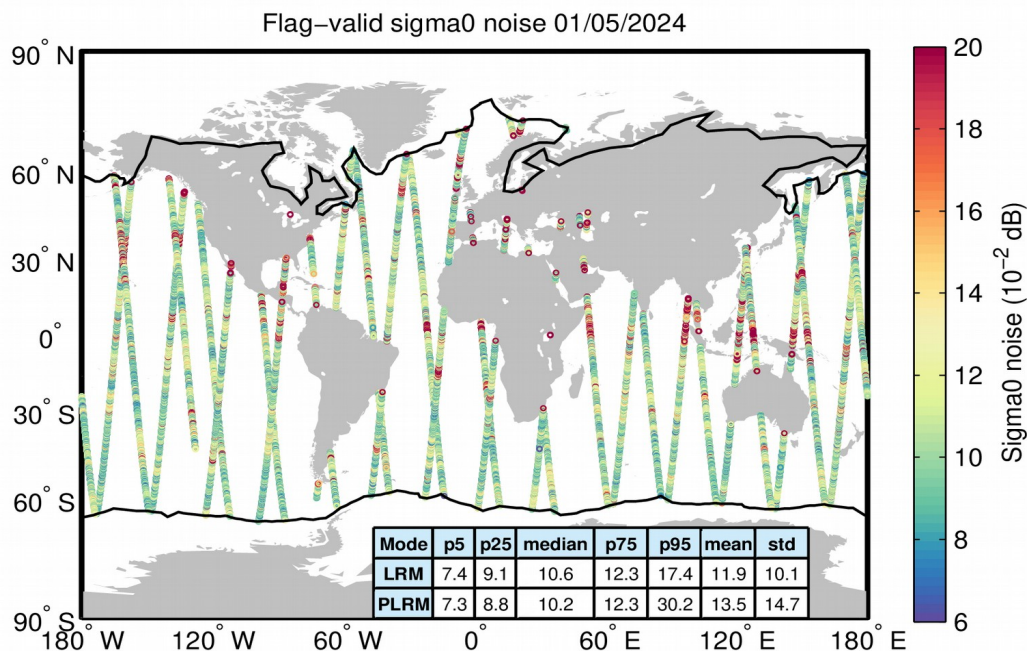 Flag-valid sigma0 noise 01/05/2024
90° N
60° N
30° N
0°
30° S
60° S
90° S
180° W
120° W
60° W
0°
60° E
120° E
180° E
Mode p5 p25 median p75 p95 mean std
LRM 7.4 9.1 10.6 12.3 17.4 11.9 10.1
PLRM 7.3 8.8 10.2 12.3 30.2 13.5 14.7
20
18
16
14
12
10
8
6
Sigma0 noise (10⁻² dB)